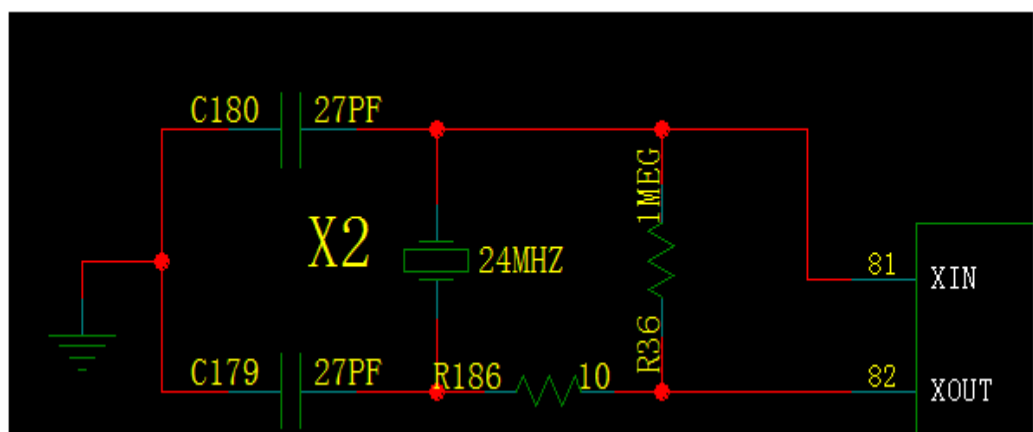 C180 27PF
1MEG
X2
24MHZ
81
XIN
R36
C179 27PF
R186 10
82
XOUT